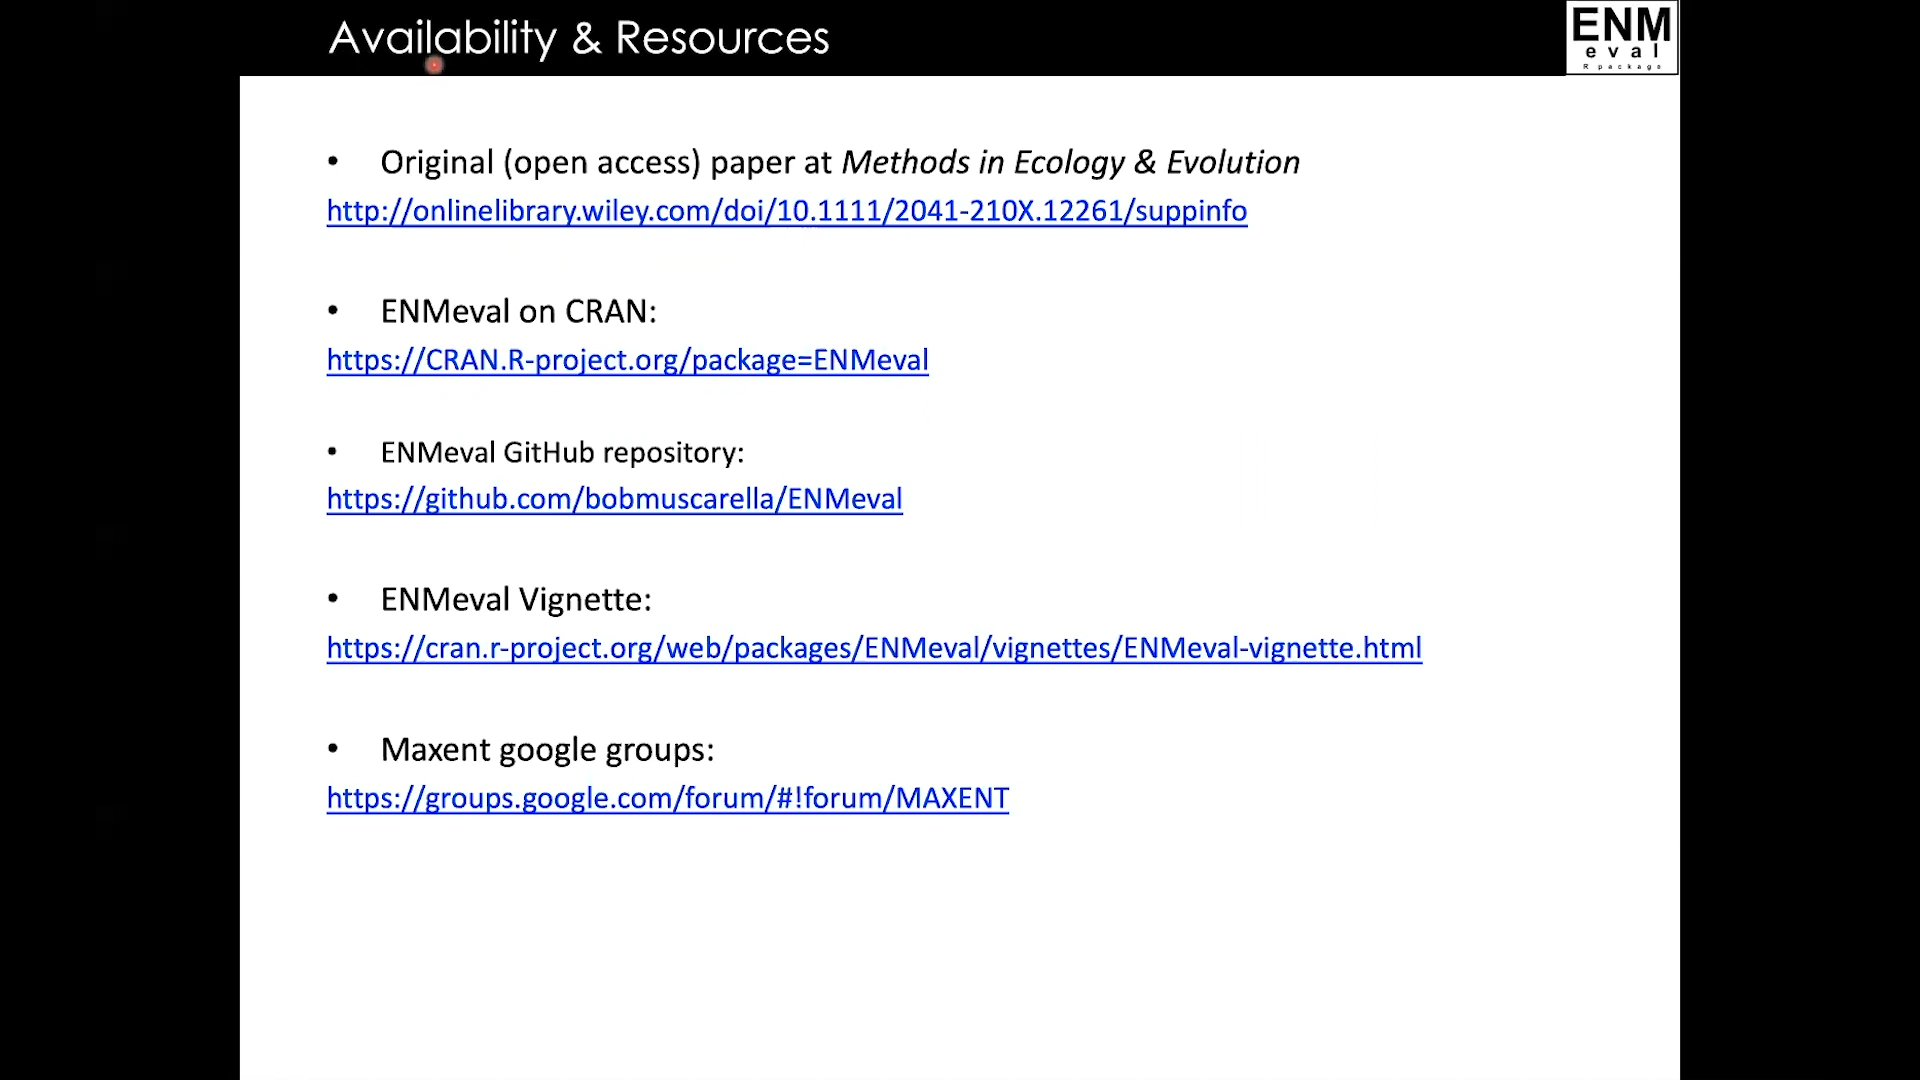 Availability & Resources
ENM
eval
R package
• Original (open access) paper at Methods in Ecology & Evolution
http://onlinelibrary.wiley.com/doi/10.1111/2041-210X.12261/suppinfo
• ENMeval on CRAN:
https://CRAN.R-project.org/package=ENMeval
• ENMeval GitHub repository:
https://github.com/bobmuscarella/ENMeval
• ENMeval Vignette:
https://cran.r-project.org/web/packages/ENMeval/vignettes/ENMeval-vignette.html
• Maxent google groups:
https://groups.google.com/forum/#!forum/MAXENT